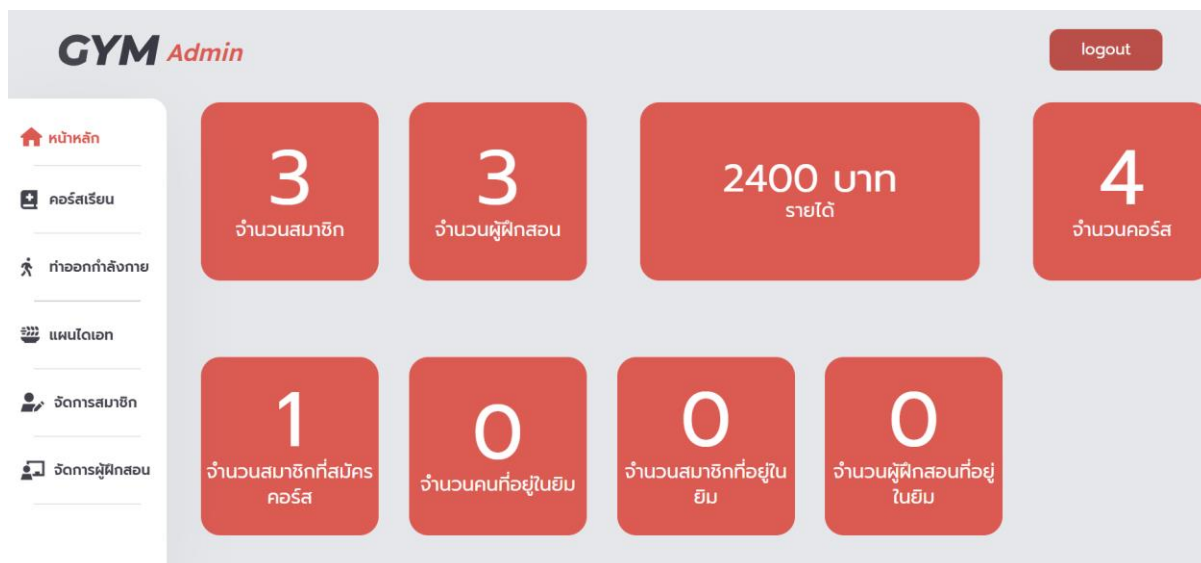 GYM Admin
logout
หน้าหลัก
คอร์สเรียน
ท่าออกกำลังกาย
แผนไดเอท
จัดการสมาชิก
จัดการผู้ฝึกสอน
3
จำนวนสมาชิก
3
จำนวนผู้ฝึกสอน
2400 บาท
รายได้
4
จำนวนคอร์ส
1
จำนวนสมาชิกที่สมัคร
คอร์ส
0
จำนวนคนที่อยู่ในยิม
0
จำนวนสมาชิกที่อยู่ใน
ยิม
0
จำนวนผู้ฝึกสอนที่อยู่
ในยิม